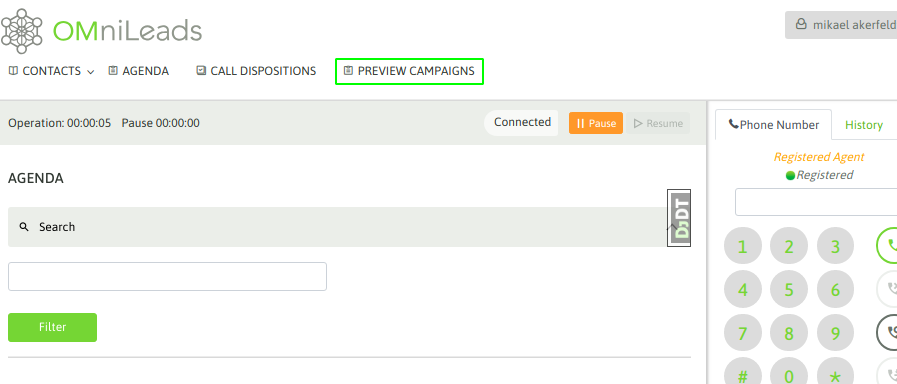 OMniLeads
mikael akerfeld
CONTACTS AGENDA CALL DISPOSITIONS PREVIEW CAMPAIGNS
Operation: 00:00:05 Pause 00:00:00 Connected Pause Resume
Phone Number History
Registered Agent
Registered
AGENDA
DjDT
Search
1 2 3
4 5 6
Filter
7 8 9
# 0 *